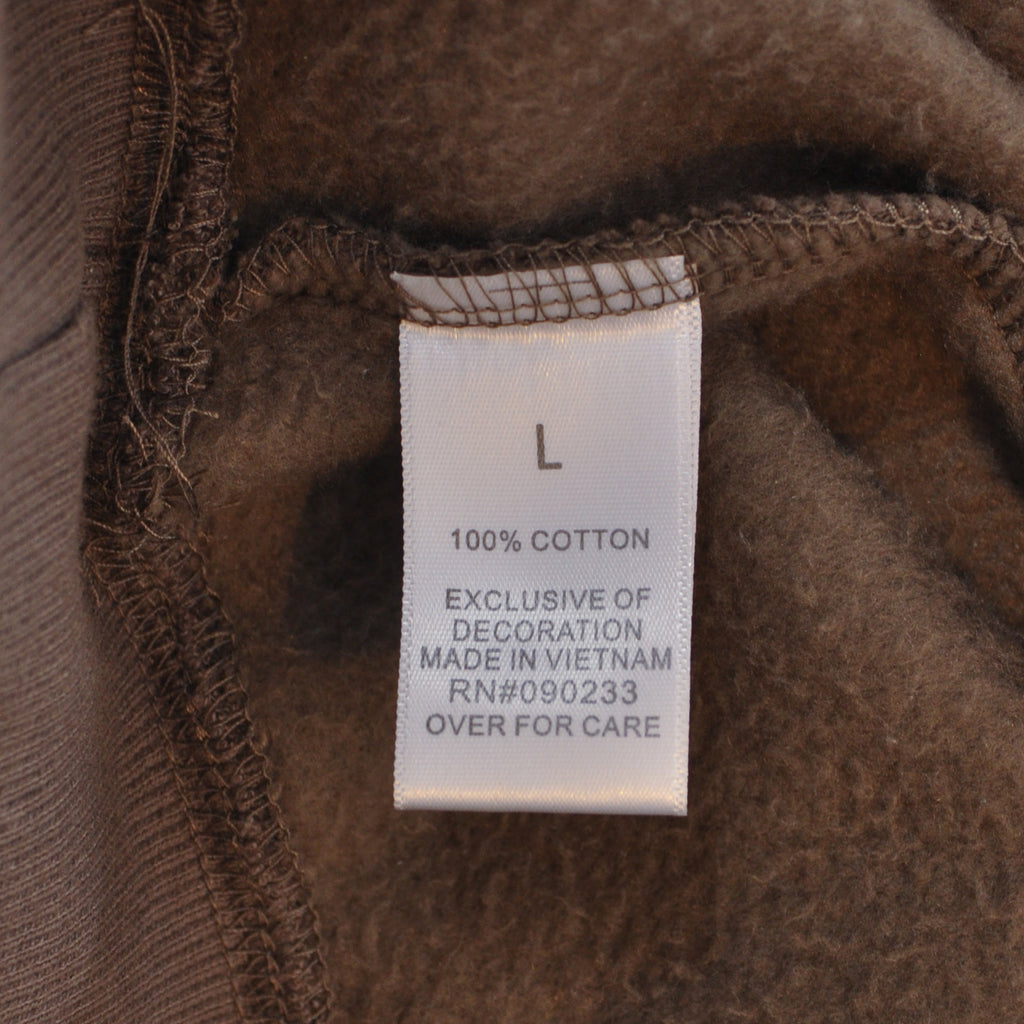 L
100% COTTON
EXCLUSIVE OF
DECORATION
MADE IN VIETNAM
RN#090233
OVER FOR CARE